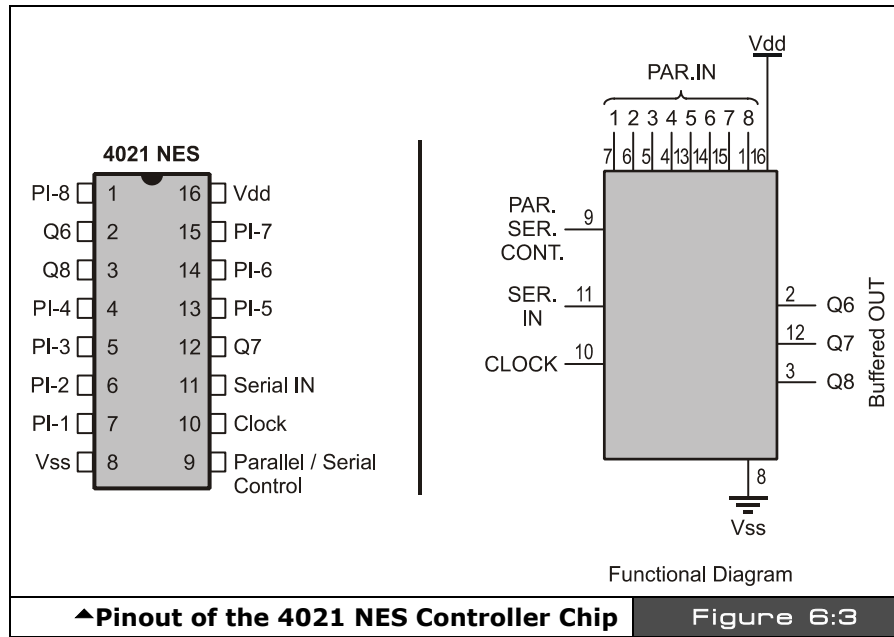 4021 NES
PI-8 1 16 Vdd
Q6 2 15 PI-7
Q8 3 14 PI-6
PI-4 4 13 PI-5
PI-3 5 12 Q7
PI-2 6 11 Serial IN
PI-1 7 10 Clock
Vss 8 9 Parallel / Serial
Control
Vdd
PAR.IN
1 2 3 4 5 6 7 8
7 6 5 4 13 14 15 1 16
PAR.
SER.
CONT.
9
SER.
IN
11
CLOCK 10
2 Q6
12 Q7
3 Q8
Buffered OUT
8
Vss
Functional Diagram
Pinout of the 4021 NES Controller Chip
Figure 6:3